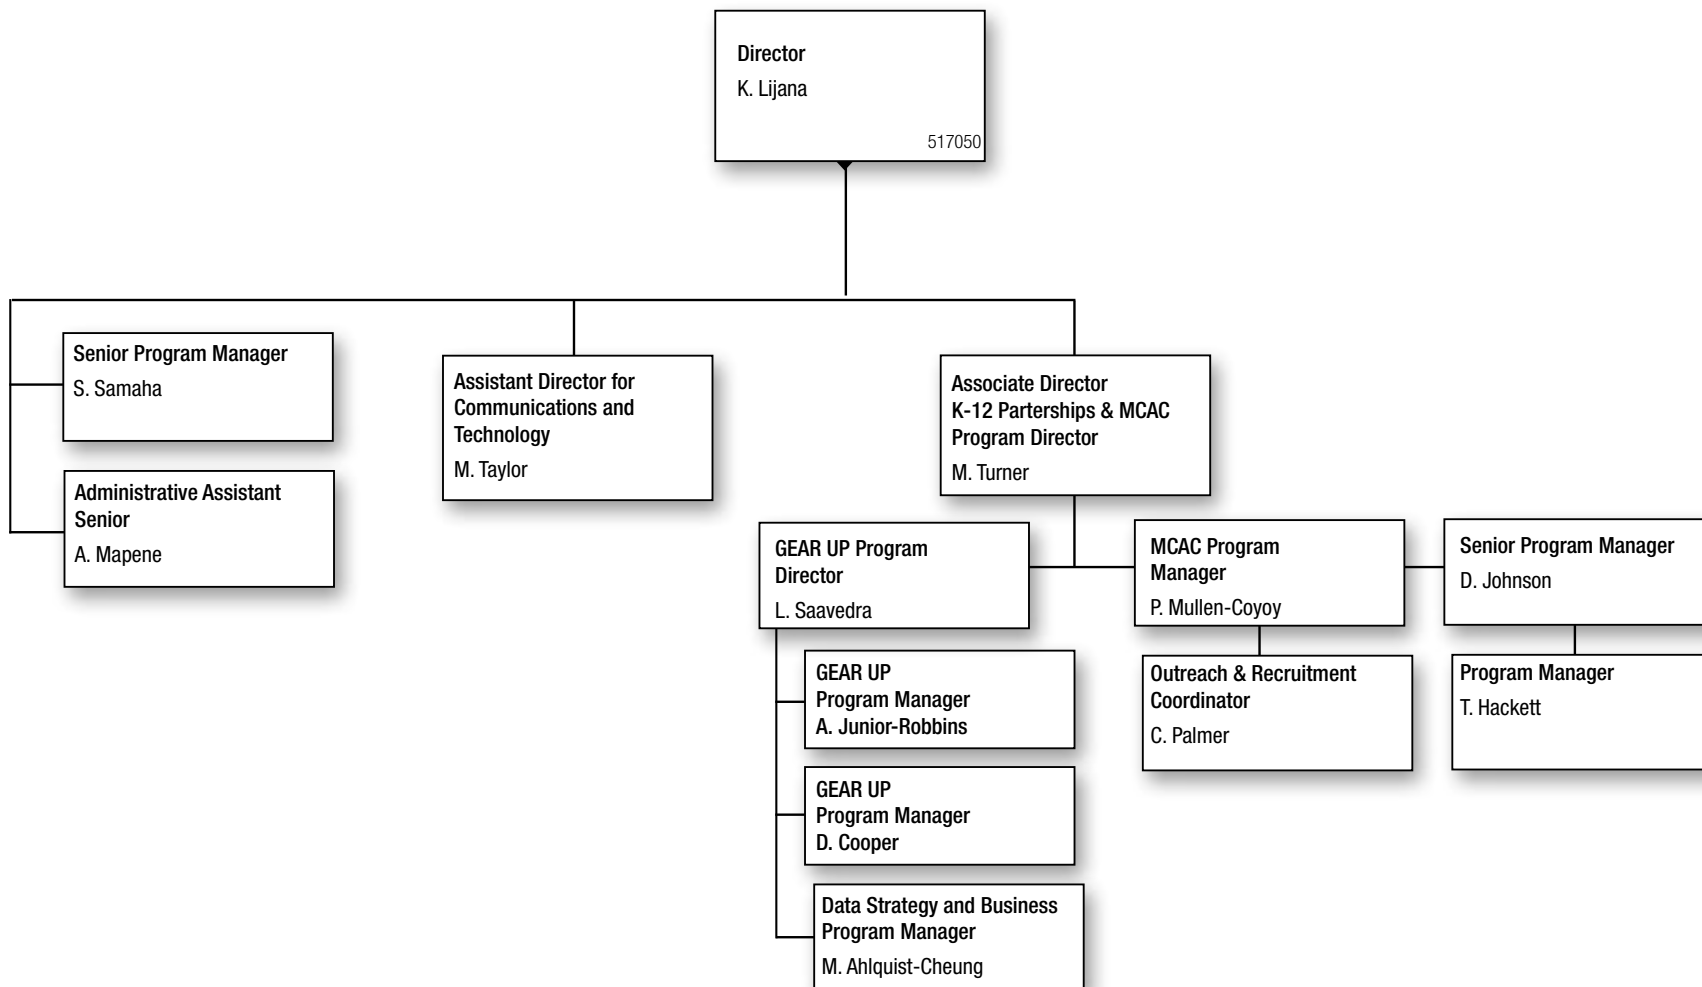 Director
K. Lijana
517050
Senior Program Manager
S. Samaha
Administrative Assistant
Senior
A. Mapene
Assistant Director for
Communications and
Technology
M. Taylor
Associate Director
K-12 Parterships & MCAC
Program Director
M. Turner
GEAR UP Program
Director
L. Saavedra
MCAC Program
Manager
P. Mullen-Coyoy
Senior Program Manager
D. Johnson
GEAR UP
Program Manager
A. Junior-Robbins
Outreach & Recruitment
Coordinator
C. Palmer
Program Manager
T. Hackett
GEAR UP
Program Manager
D. Cooper
Data Strategy and Business
Program Manager
M. Ahlquist-Cheung